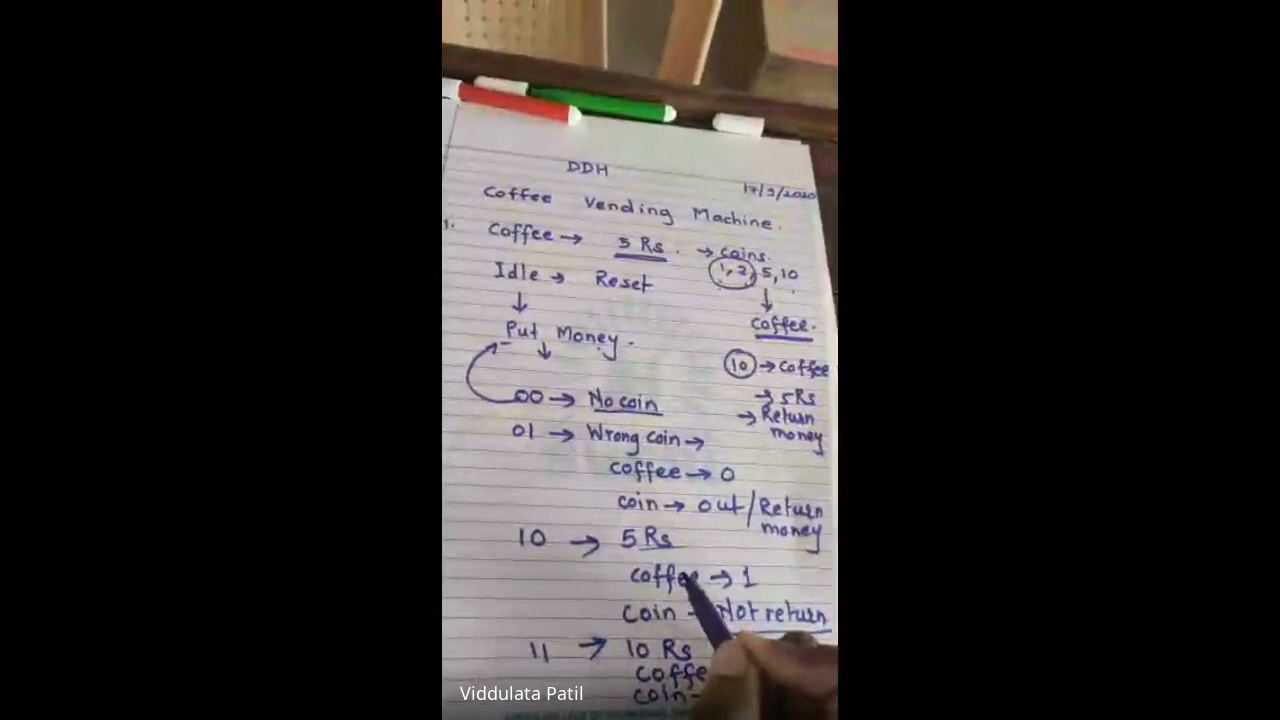 DDH
17/3/2020
Coffee Vending Machine.
1. Coffee → 5 Rs. → coins.
1, 2, 5, 10
Idle → Reset
↓
↓
Coffee.
Put Money.
↓
10 → Coffee
→ 5Rs
→ Return money
00 → No coin
01 → Wrong coin →
coffee → 0
coin → out/Return money
10 → 5 Rs
coffee → 1
coin - Not return
11 → 10 Rs
coffe
coin-
Viddulata Patil